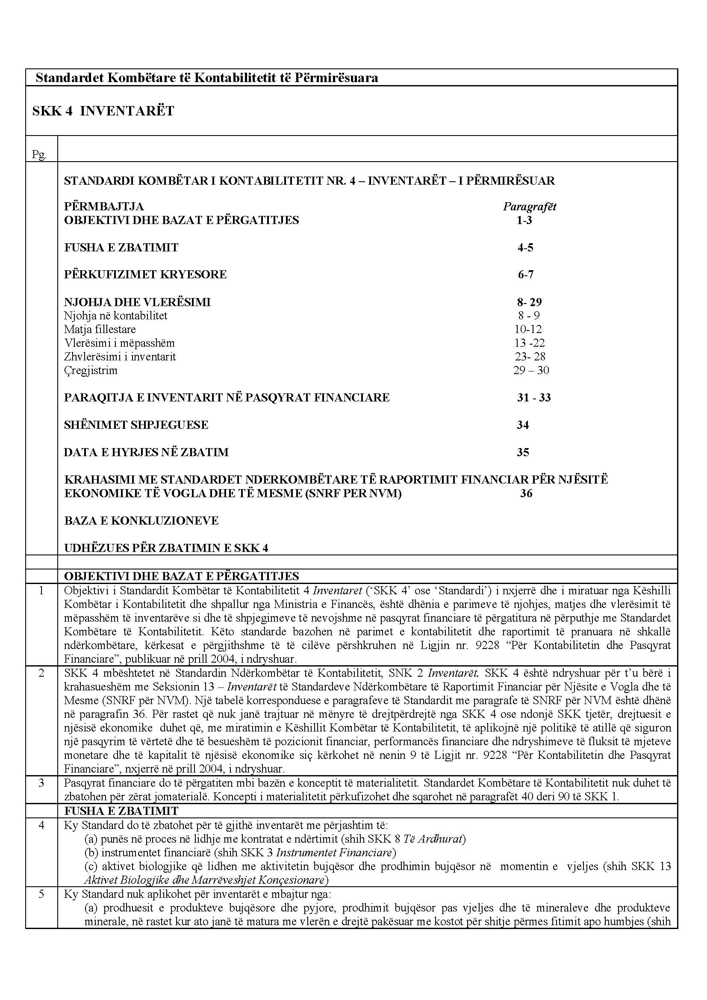 Standardet Kombëtare të Kontabilitetit të Përmirësuara
SKK 4 INVENTARËT
Pg.
STANDARDI KOMBËTAR I KONTABILITETIT NR. 4 – INVENTARËT – I PËRMIRËSUAR
PËRMBAJTJA Paragrafët
OBJEKTIVI DHE BAZAT E PËRGATITJES 1-3
FUSHA E ZBATIMIT 4-5
PËRKUFIZIMET KRYESORE 6-7
NJOHJA DHE VLERËSIMI 8- 29
Njohja në kontabilitet 8 - 9
Matja fillestare 10-12
Vlerësimi i mëpasshëm 13 -22
Zhvlerësimi i inventarit 23- 28
Çregjistrim 29 – 30
PARAQITJA E INVENTARIT NË PASQYRAT FINANCIARE 31 - 33
SHËNIMET SHPJEGUESE 34
DATA E HYRJES NË ZBATIM 35
KRAHASIMI ME STANDARDET NDERKOMBËTARE TË RAPORTIMIT FINANCIAR PËR NJËSITË
EKONOMIKE TË VOGLA DHE TË MESME (SNRF PER NVM) 36
BAZA E KONKLUZIONEVE
UDHËZUES PËR ZBATIMIN E SKK 4
OBJEKTIVI DHE BAZAT E PËRGATITJES
1 Objektivi i Standardit Kombëtar të Kontabilitetit 4 Inventaret (‘SKK 4’ ose ‘Standardi’) i nxjerrë dhe i miratuar nga Këshilli
Kombëtar i Kontabilitetit dhe shpallur nga Ministria e Financës, është dhënia e parimeve të njohjes, matjes dhe vlerësimit të
mëpasshëm të inventarëve si dhe të shpjegimeve të nevojshme në pasqyrat financiare të përgatitura në përputhje me Standardet
Kombëtare të Kontabilitetit. Këto standarde bazohen në parimet e kontabilitetit dhe raportimit të pranuara në shkallë
ndërkombëtare, kërkesat e përgjithshme të të cilëve përshkruhen në Ligjin nr. 9228 “Për Kontabilitetin dhe Pasqyrat
Financiare”, publikuar në prill 2004, i ndryshuar.
2 SKK 4 mbështetet në Standardin Ndërkombëtar të Kontabilitetit, SNK 2 Inventarët. SKK 4 është ndryshuar për t’u bërë i
krahasueshëm me Seksionin 13 – Inventarët të Standardeve Ndërkombëtare të Raportimit Financiar për Njësite e Vogla dhe të
Mesme (SNRF për NVM). Një tabelë korresponduese e paragrafeve të Standardit me paragrafe të SNRF për NVM është dhënë
në paragrafin 36. Për rastet që nuk janë trajtuar në mënyre të drejtpërdrejtë nga SKK 4 ose ndonjë SKK tjetër, drejtuesit e
njësisë ekonomike duhet që, me miratimin e Këshillit Kombëtar të Kontabilitetit, të aplikojnë një politikë të atillë që siguron
një pasqyrim të vërtetë dhe të besueshëm të pozicionit financiar, performancës financiare dhe ndryshimeve të fluksit të mjeteve
monetare dhe të kapitalit të njësisë ekonomike siç kërkohet në nenin 9 të Ligjit nr. 9228 “Për Kontabilitetin dhe Pasqyrat
Financiare”, nxjerrë në prill 2004, i ndryshuar.
3 Pasqyrat financiare do të përgatiten mbi bazën e konceptit të materialitetit. Standardet Kombëtare të Kontabilitetit nuk duhet të
zbatohen për zërat jomaterialë. Koncepti i materialitetit përkufizohet dhe sqarohet në paragrafët 40 deri 90 të SKK 1.
FUSHA E ZBATIMIT
4 Ky Standard do të zbatohet për të gjithë inventarët me përjashtim të:
(a) punës në proces në lidhje me kontratat e ndërtimit (shih SKK 8 Të Ardhurat)
(b) instrumentet financiarë (shih SKK 3 Instrumentet Financiare)
(c) aktivet biologjike që lidhen me aktivitetin bujqësor dhe prodhimin bujqësor në momentin e vjeljes (shih SKK 13
Aktivet Biologjike dhe Marrëveshjet Konçesionare)
5 Ky Standard nuk aplikohet për inventarët e mbajtur nga:
(a) prodhuesit e produkteve bujqësore dhe pyjore, prodhimit bujqësor pas vjeljes dhe të mineraleve dhe produkteve
minerale, në rastet kur ato janë të matura me vlerën e drejtë pakësuar me kostot për shitje përmes fitimit apo humbjes (shih